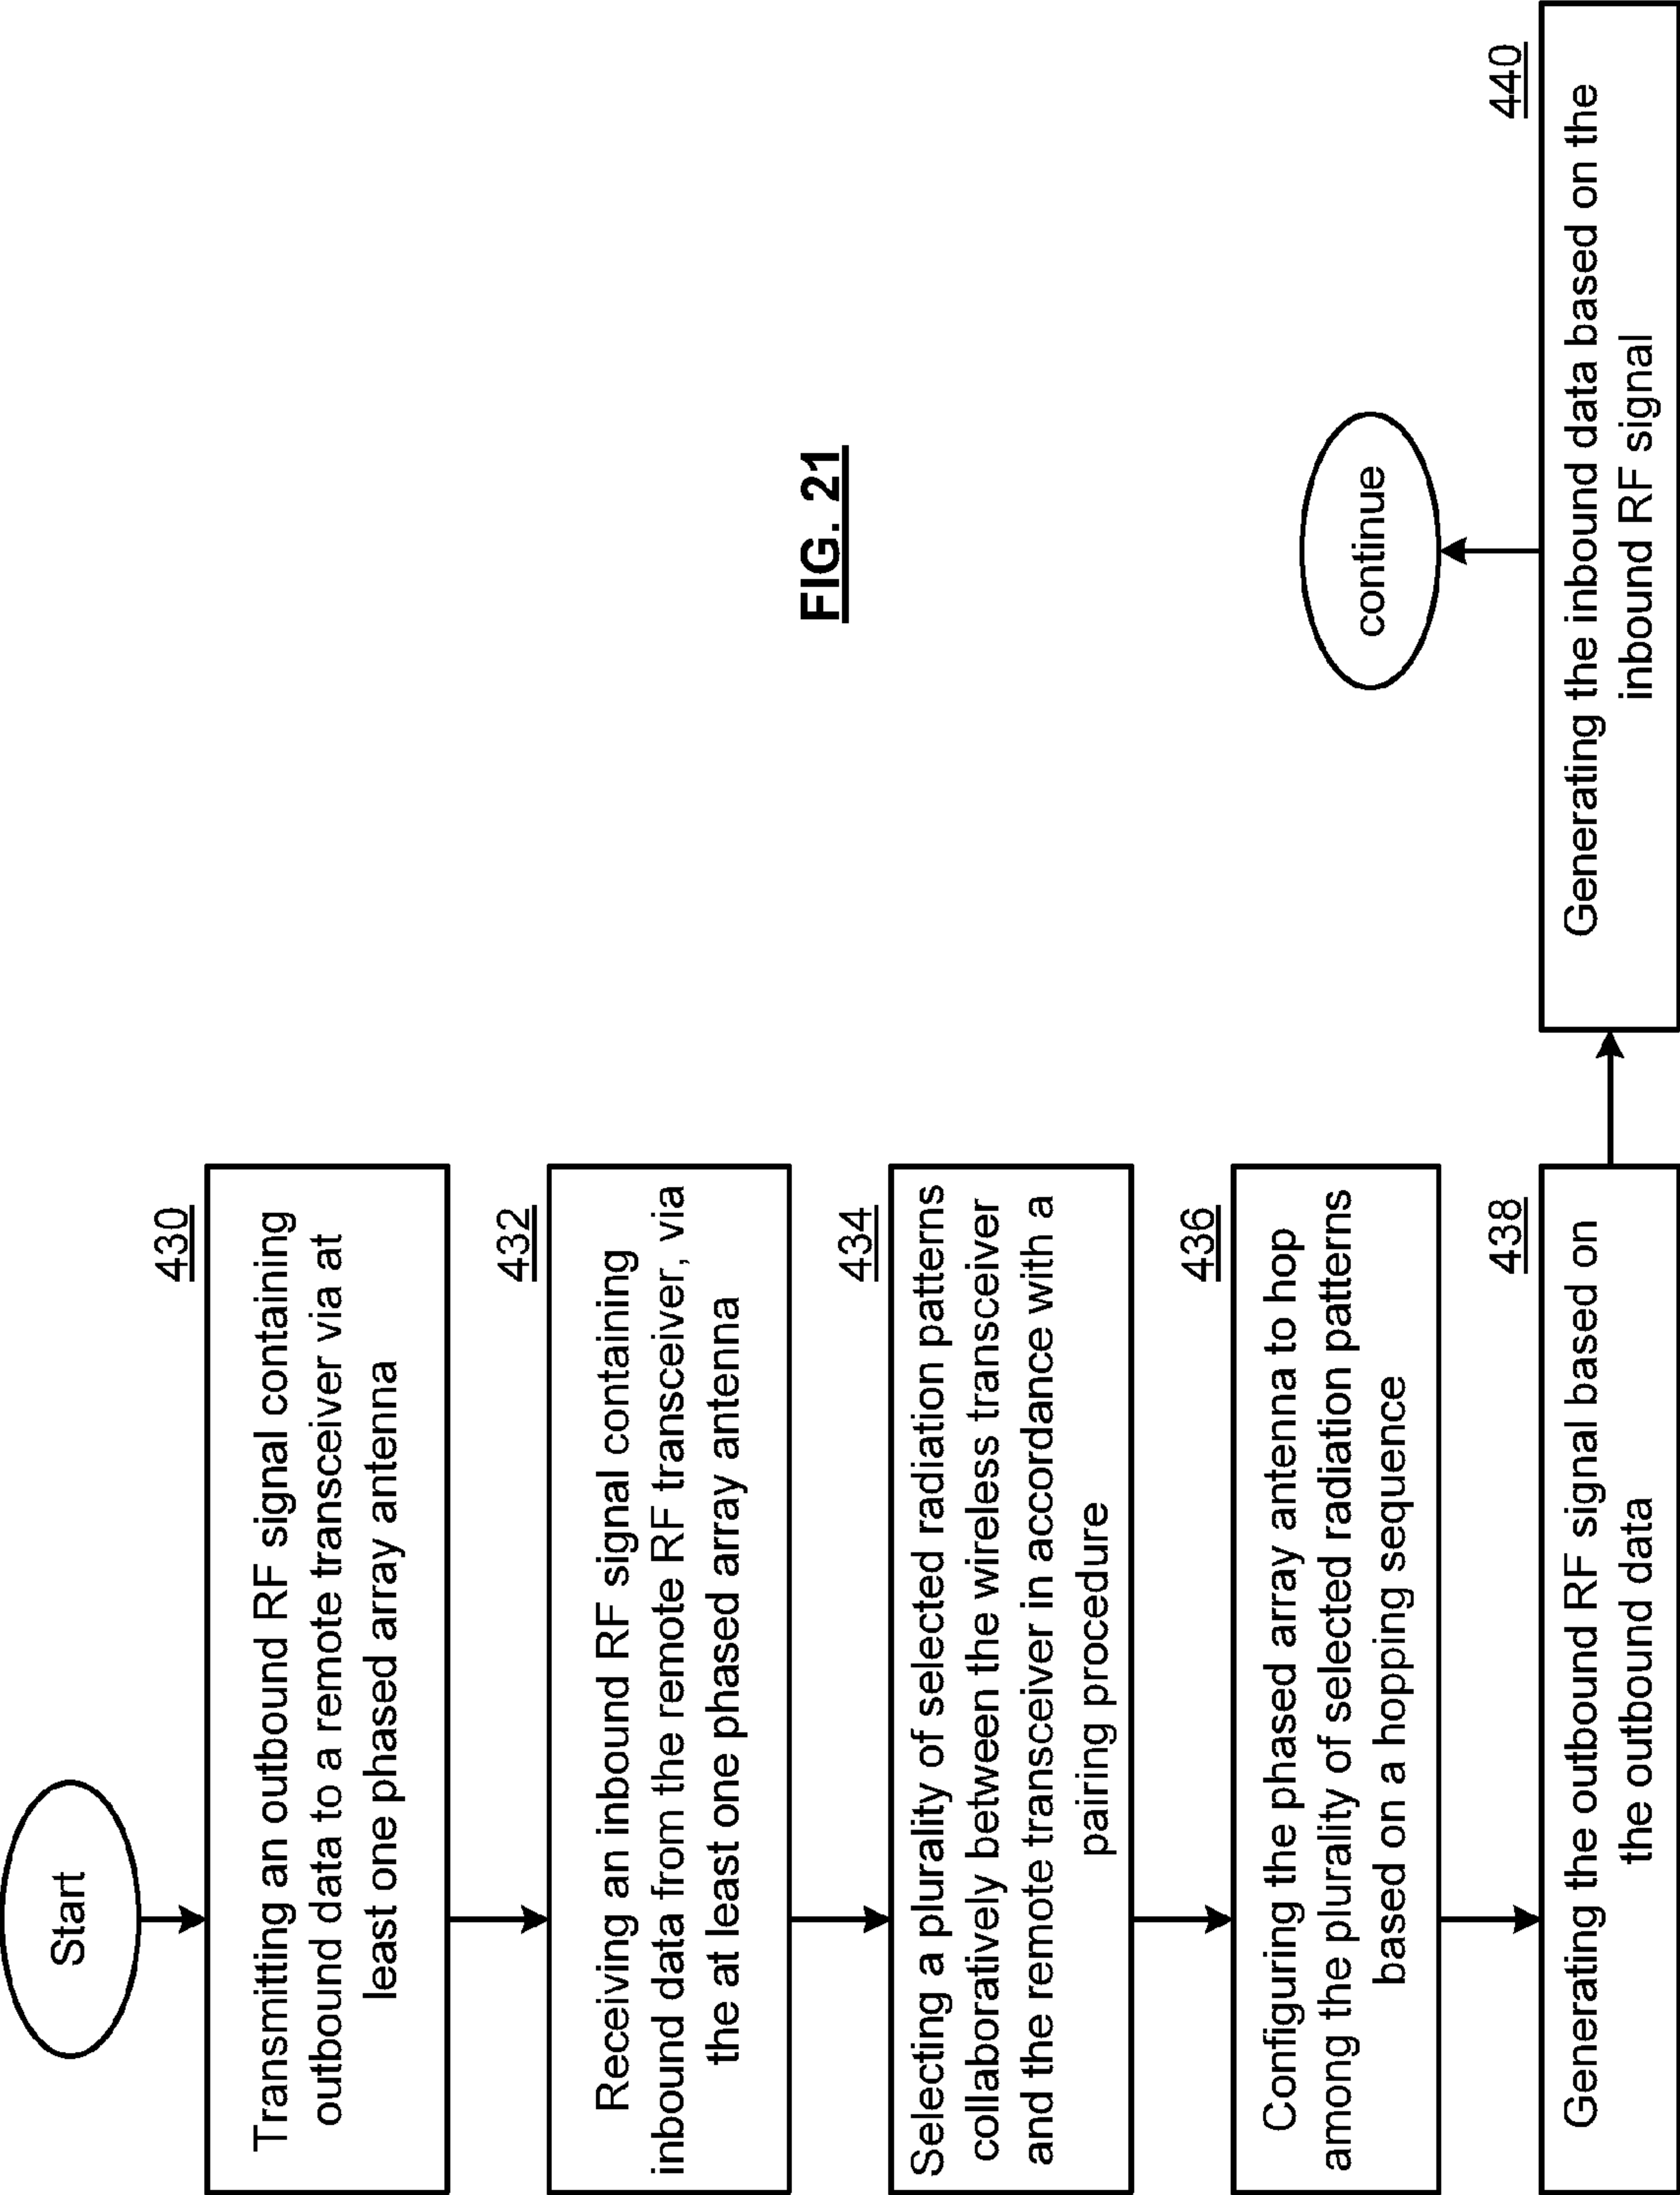 Start
430
Transmitting an outbound RF signal containing
outbound data to a remote transceiver via at
least one phased array antenna
432
Receiving an inbound RF signal containing
inbound data from the remote RF transceiver, via
the at least one phased array antenna
434
Selecting a plurality of selected radiation patterns
collaboratively between the wireless transceiver
and the remote transceiver in accordance with a
pairing procedure
436
Configuring the phased array antenna to hop
among the plurality of selected radiation patterns
based on a hopping sequence
438
Generating the outbound RF signal based on
the outbound data
440
Generating the inbound data based on the
inbound RF signal
continue
FIG. 21